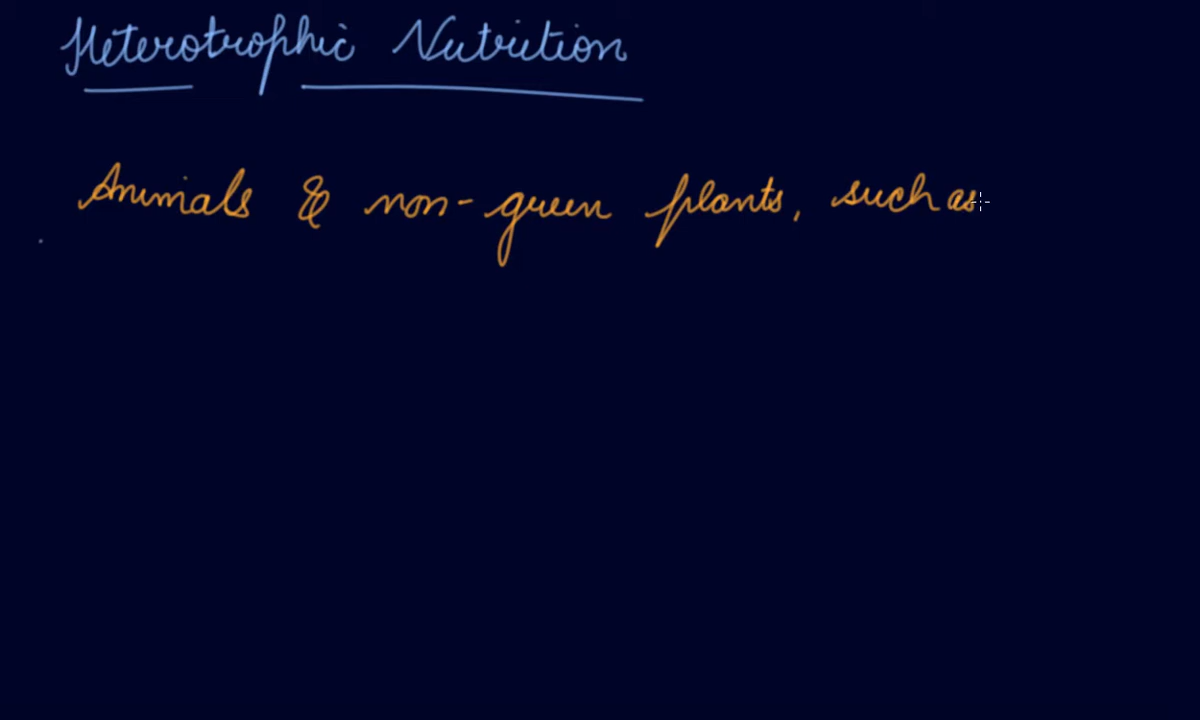 Heterotrophic Nutrition
Animals & non-green plants, such as